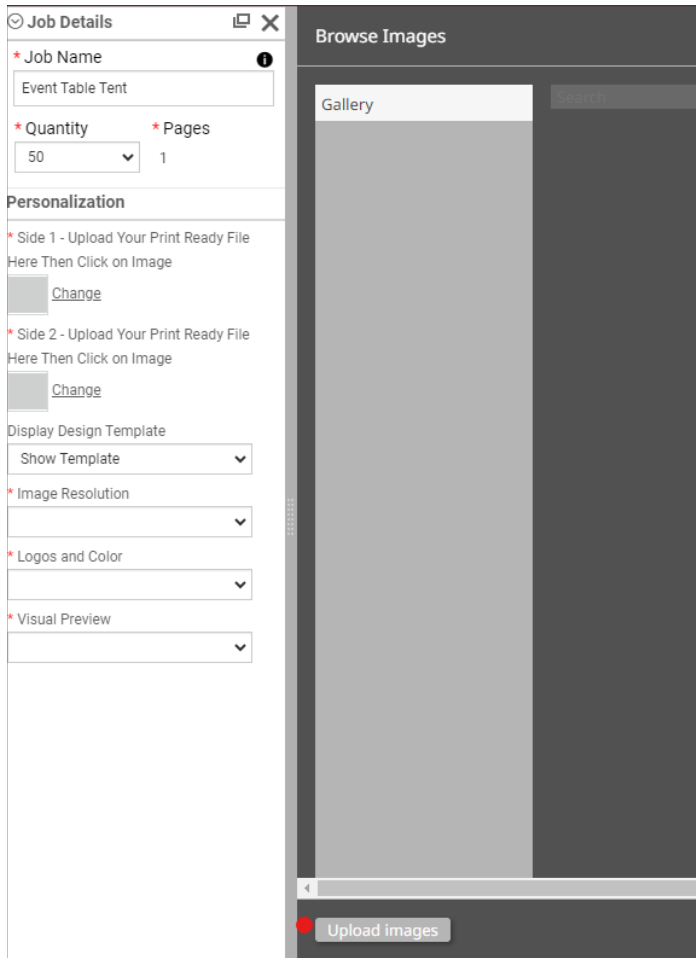 Job Details
* Job Name
Event Table Tent
* Quantity
* Pages
50
1
Personalization
* Side 1 - Upload Your Print Ready File
Here Then Click on Image
Change
* Side 2 - Upload Your Print Ready File
Here Then Click on Image
Change
Display Design Template
Show Template
* Image Resolution
* Logos and Color
* Visual Preview
Browse Images
Gallery
Search
Upload images